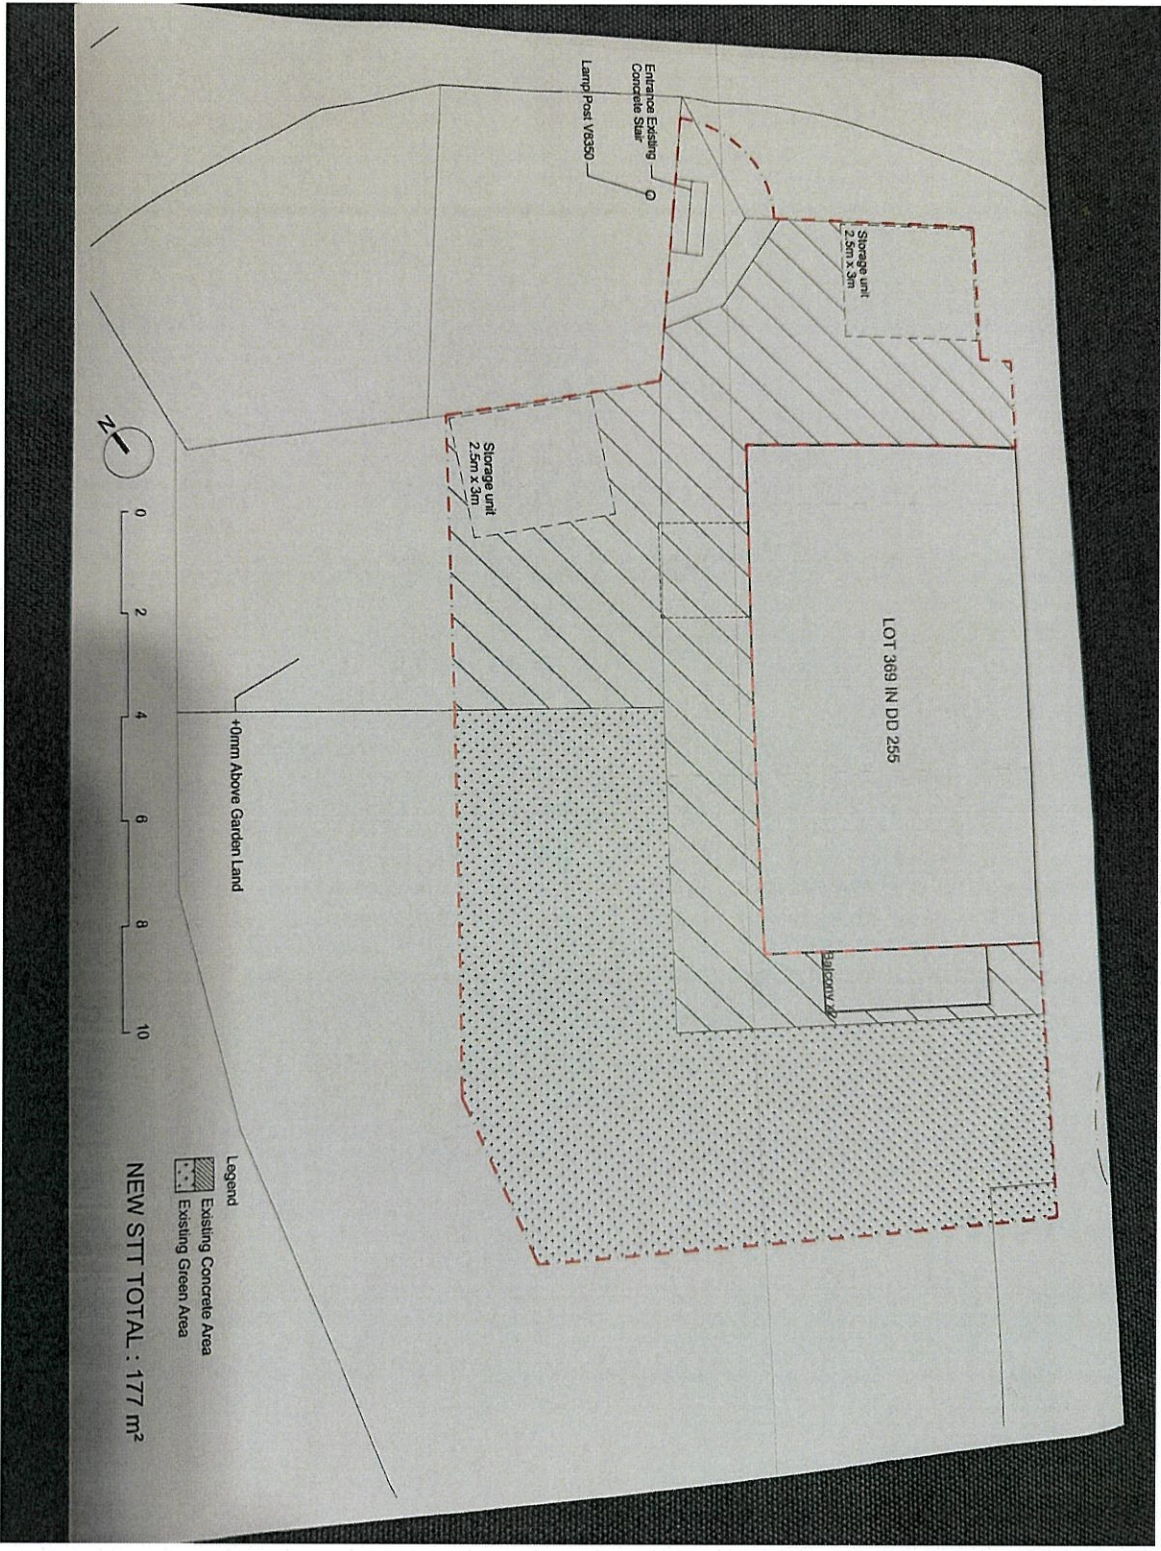 Entrance Existing
Concrete Stair
Lamp Post V8350
Storage unit
2.5m x 3m
Storage unit
2.5m x 3m
LOT 369 IN DD 255
Balcony
+0mm Above Garden Land
N
0
2
4
6
8
10
Legend
Existing Concrete Area
Existing Green Area
NEW STT TOTAL : 177 m²